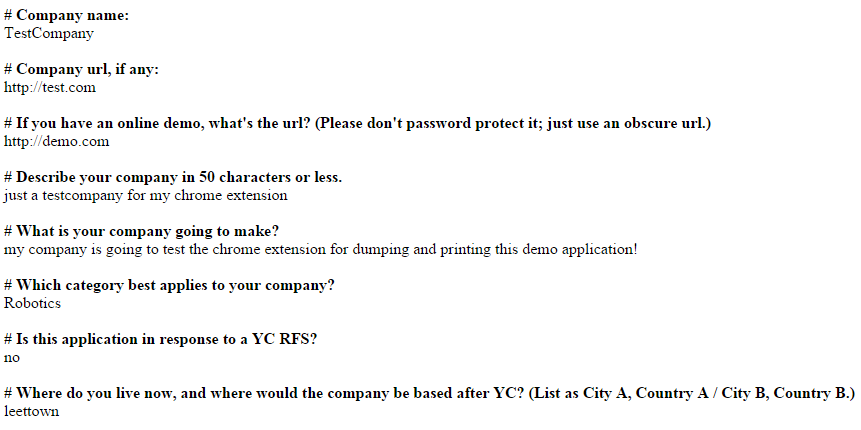 # Company name:
TestCompany
# Company url, if any:
http://test.com
# If you have an online demo, what's the url? (Please don't password protect it; just use an obscure url.)
http://demo.com
# Describe your company in 50 characters or less.
just a testcompany for my chrome extension
# What is your company going to make?
my company is going to test the chrome extension for dumping and printing this demo application!
# Which category best applies to your company?
Robotics
# Is this application in response to a YC RFS?
no
# Where do you live now, and where would the company be based after YC? (List as City A, Country A / City B, Country B.)
leettown